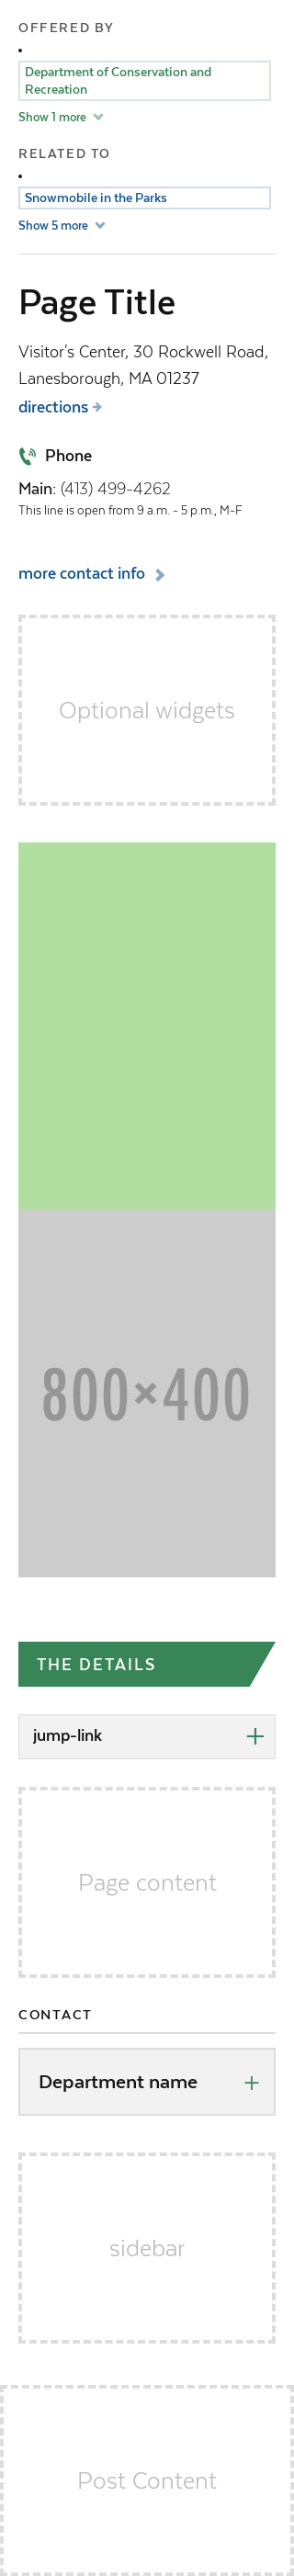 OFFERED BY
Department of Conservation and
Recreation
Show 1 more
RELATED TO
Snowmobile in the Parks
Show 5 more
Page Title
Visitor's Center, 30 Rockwell Road,
Lanesborough, MA 01237
directions
Phone
Main: (413) 499-4262
This line is open from 9 a.m. - 5 p.m., M-F
more contact info
Optional widgets
800×400
THE DETAILS
jump-link
Page content
CONTACT
Department name
sidebar
Post Content